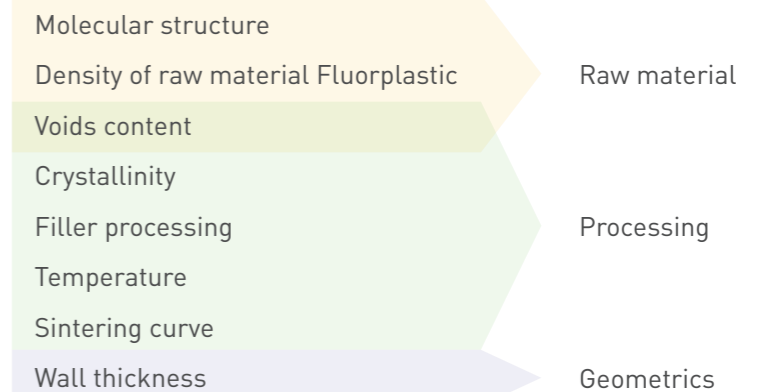 Molecular structure
Density of raw material Fluorplastic
Raw material
Voids content
Crystallinity
Filler processing
Processing
Temperature
Sintering curve
Wall thickness
Geometrics